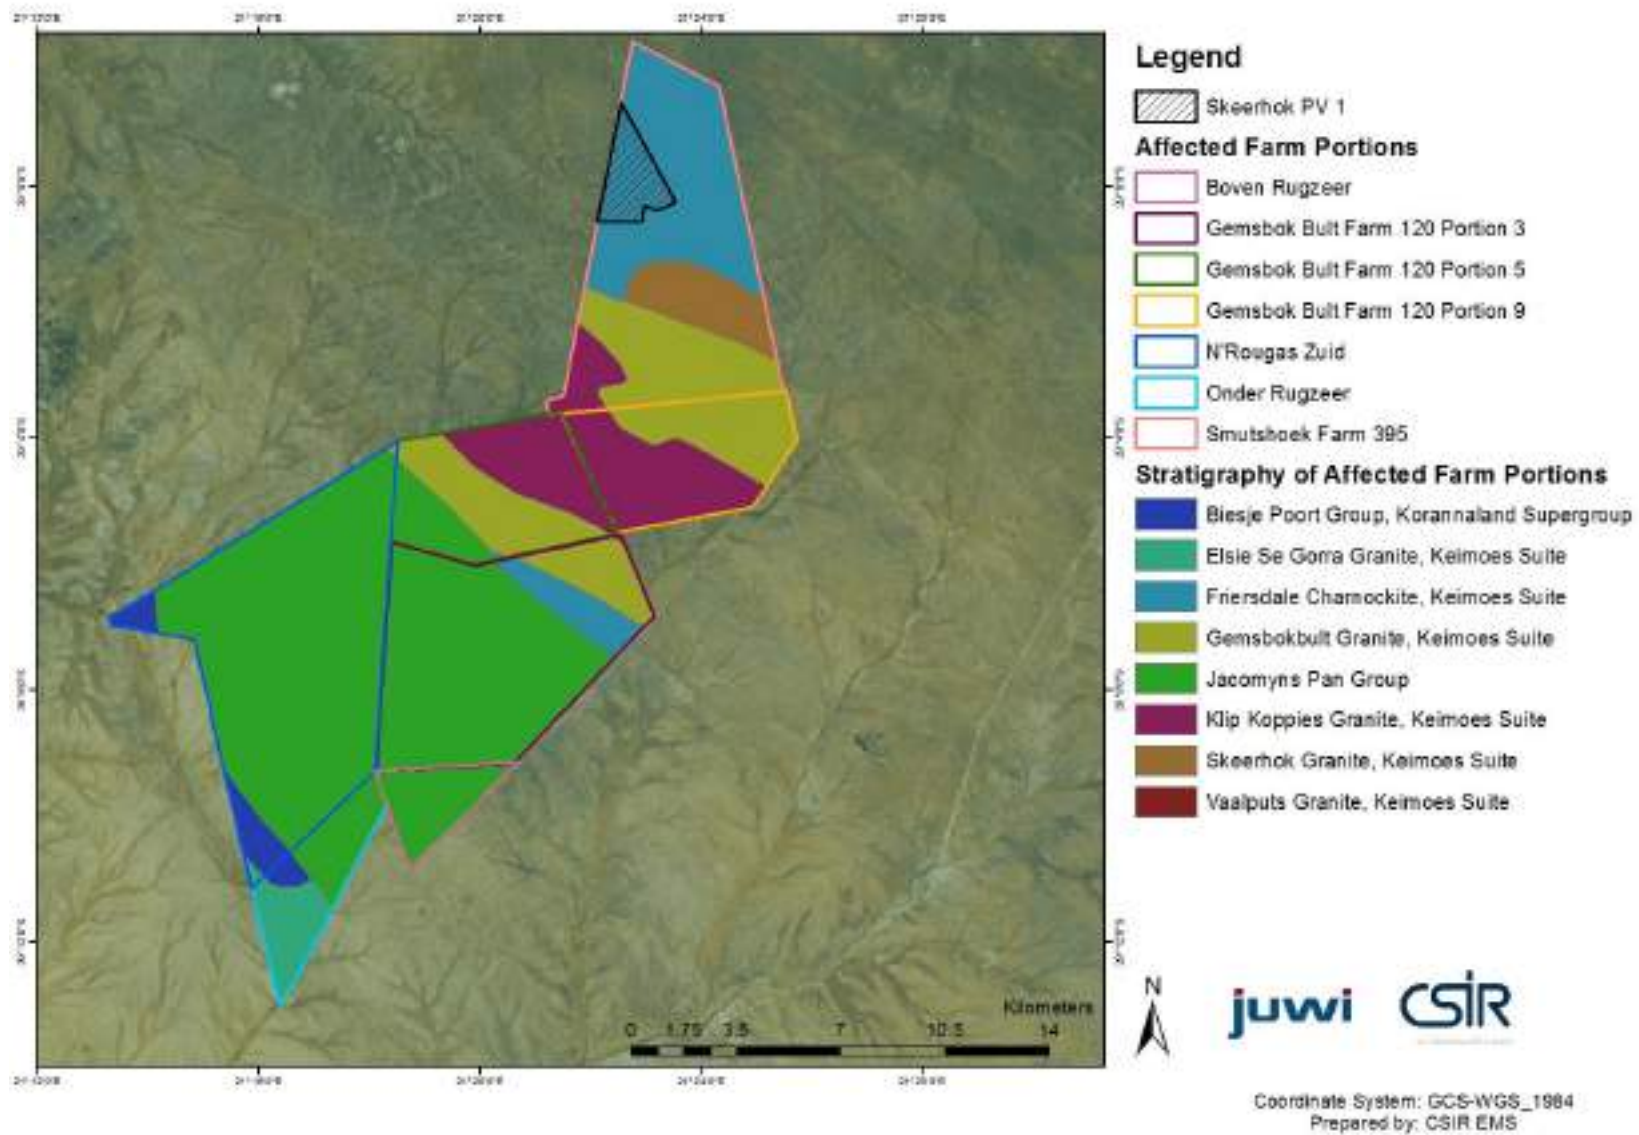 Legend
Skeerhok PV 1
Affected Farm Portions
Boven Rugzeer
Gemsbok Bult Farm 120 Portion 3
Gemsbok Bult Farm 120 Portion 5
Gemsbok Bult Farm 120 Portion 9
N'Rougas Zuid
Onder Rugzeer
Smutshoek Farm 395
Stratigraphy of Affected Farm Portions
Biesje Poort Group, Korannaland Supergroup
Elsie Se Gorra Granite, Keimoes Suite
Friersdale Charnockite, Keimoes Suite
Gemsbokbult Granite, Keimoes Suite
Jacomyns Pan Group
Klip Koppies Granite, Keimoes Suite
Skeerhok Granite, Keimoes Suite
Vaalputs Granite, Keimoes Suite
Kilometers
0 1.75 3.5 7 10.5 14
N
juwi
CSIR
Coordinate System: GCS-WGS_1984
Prepared by: CSIR EMS